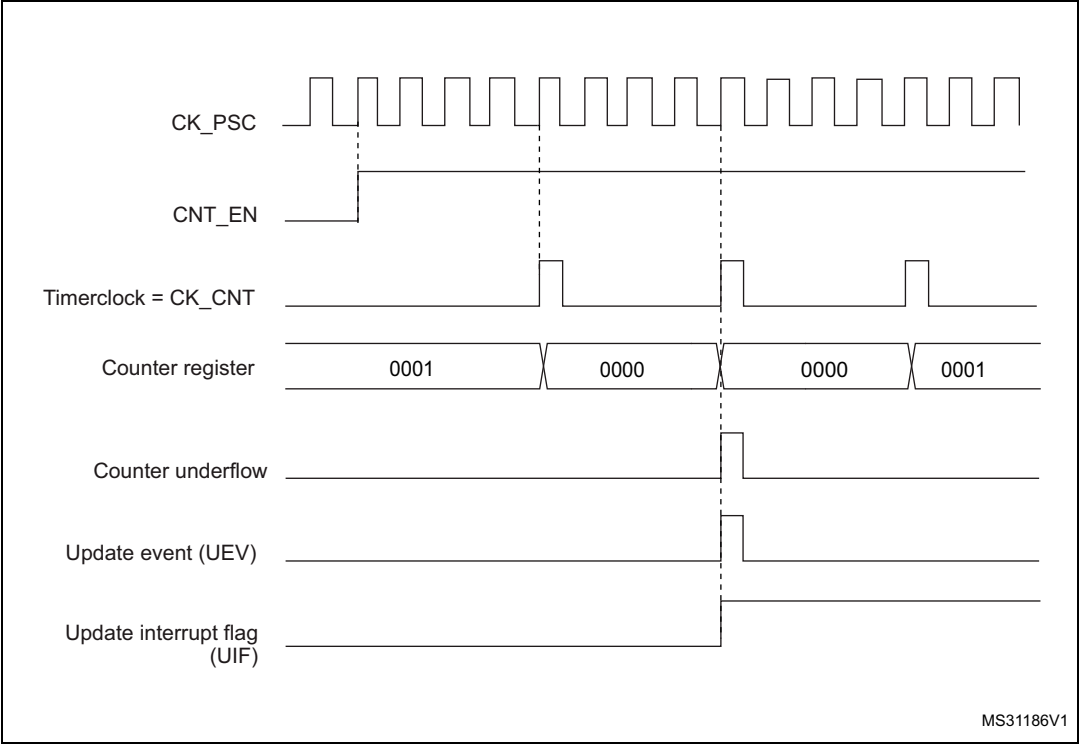 CK_PSC
CNT_EN
Timerclock = CK_CNT
Counter register
0001
0000
0000
0001
Counter underflow
Update event (UEV)
Update interrupt flag
(UIF)
MS31186V1